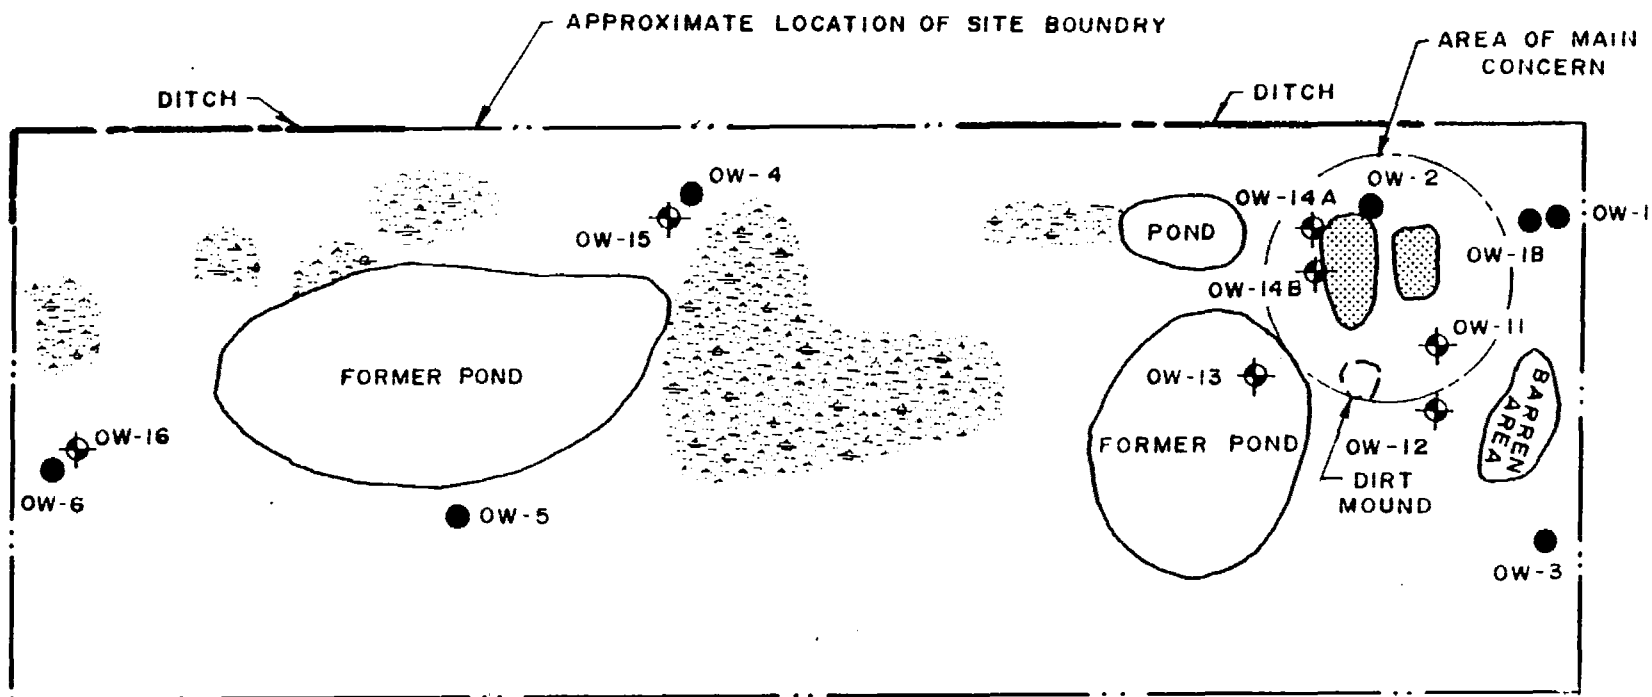 APPROXIMATE LOCATION OF SITE BOUNDRY
AREA OF MAIN
CONCERN
DITCH
DITCH
OW-4
OW-2
OW-14A
OW-1
OW-15
POND
OW-1B
OW-14B
OW-11
FORMER POND
OW-13
BARREN
AREA
OW-16
FORMER POND
OW-12
OW-6
DIRT
MOUND
OW-5
OW-3